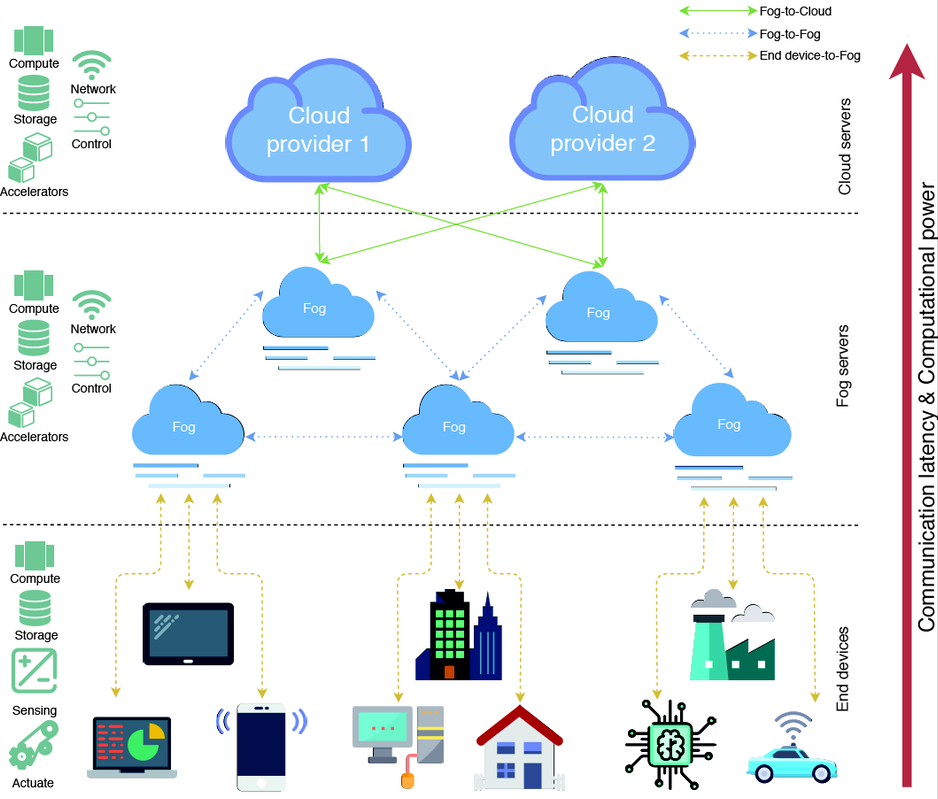 Fog-to-Cloud
Fog-to-Fog
End device-to-Fog
Compute
Network
Storage
Control
Accelerators
Cloud
provider 1
Cloud
provider 2
Cloud servers
Communication latency & Computational power
Compute
Network
Storage
Control
Accelerators
Fog
Fog
Fog
Fog
Fog
Fog servers
Compute
Storage
Sensing
Actuate
End devices